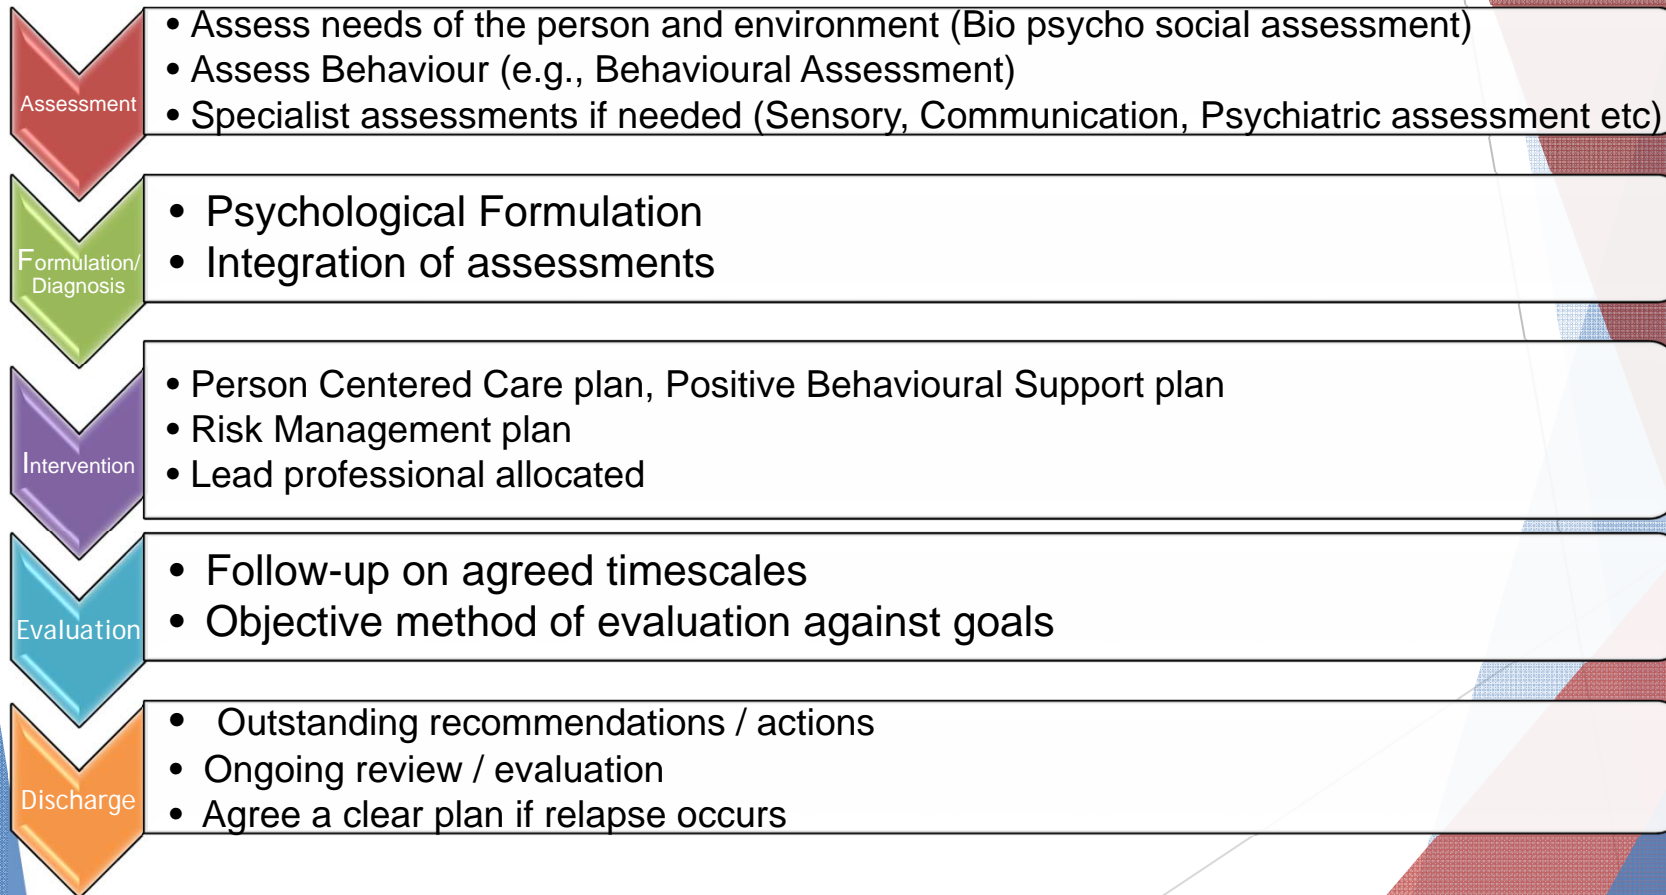 Assessment
• Assess needs of the person and environment (Bio psycho social assessment)
• Assess Behaviour (e.g., Behavioural Assessment)
• Specialist assessments if needed (Sensory, Communication, Psychiatric assessment etc)
Formulation/
Diagnosis
• Psychological Formulation
• Integration of assessments
Intervention
• Person Centered Care plan, Positive Behavioural Support plan
• Risk Management plan
• Lead professional allocated
Evaluation
• Follow-up on agreed timescales
• Objective method of evaluation against goals
Discharge
• Outstanding recommendations / actions
• Ongoing review / evaluation
• Agree a clear plan if relapse occurs